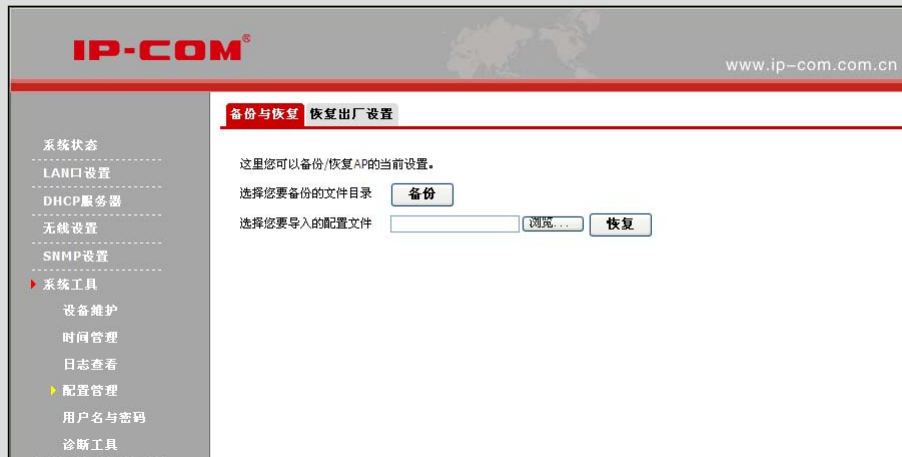 IP-COM®
www.ip-com.com.cn
备份与恢复 恢复出厂设置
系统状态
LAN口设置
DHCP服务器
无线设置
SNMP设置
系统工具
设备维护
时间管理
日志查看
配置管理
用户名与密码
诊断工具
这里您可以备份/恢复AP的当前设置。
选择您要备份的文件目录 备份
选择您要导入的配置文件 浏览... 恢复